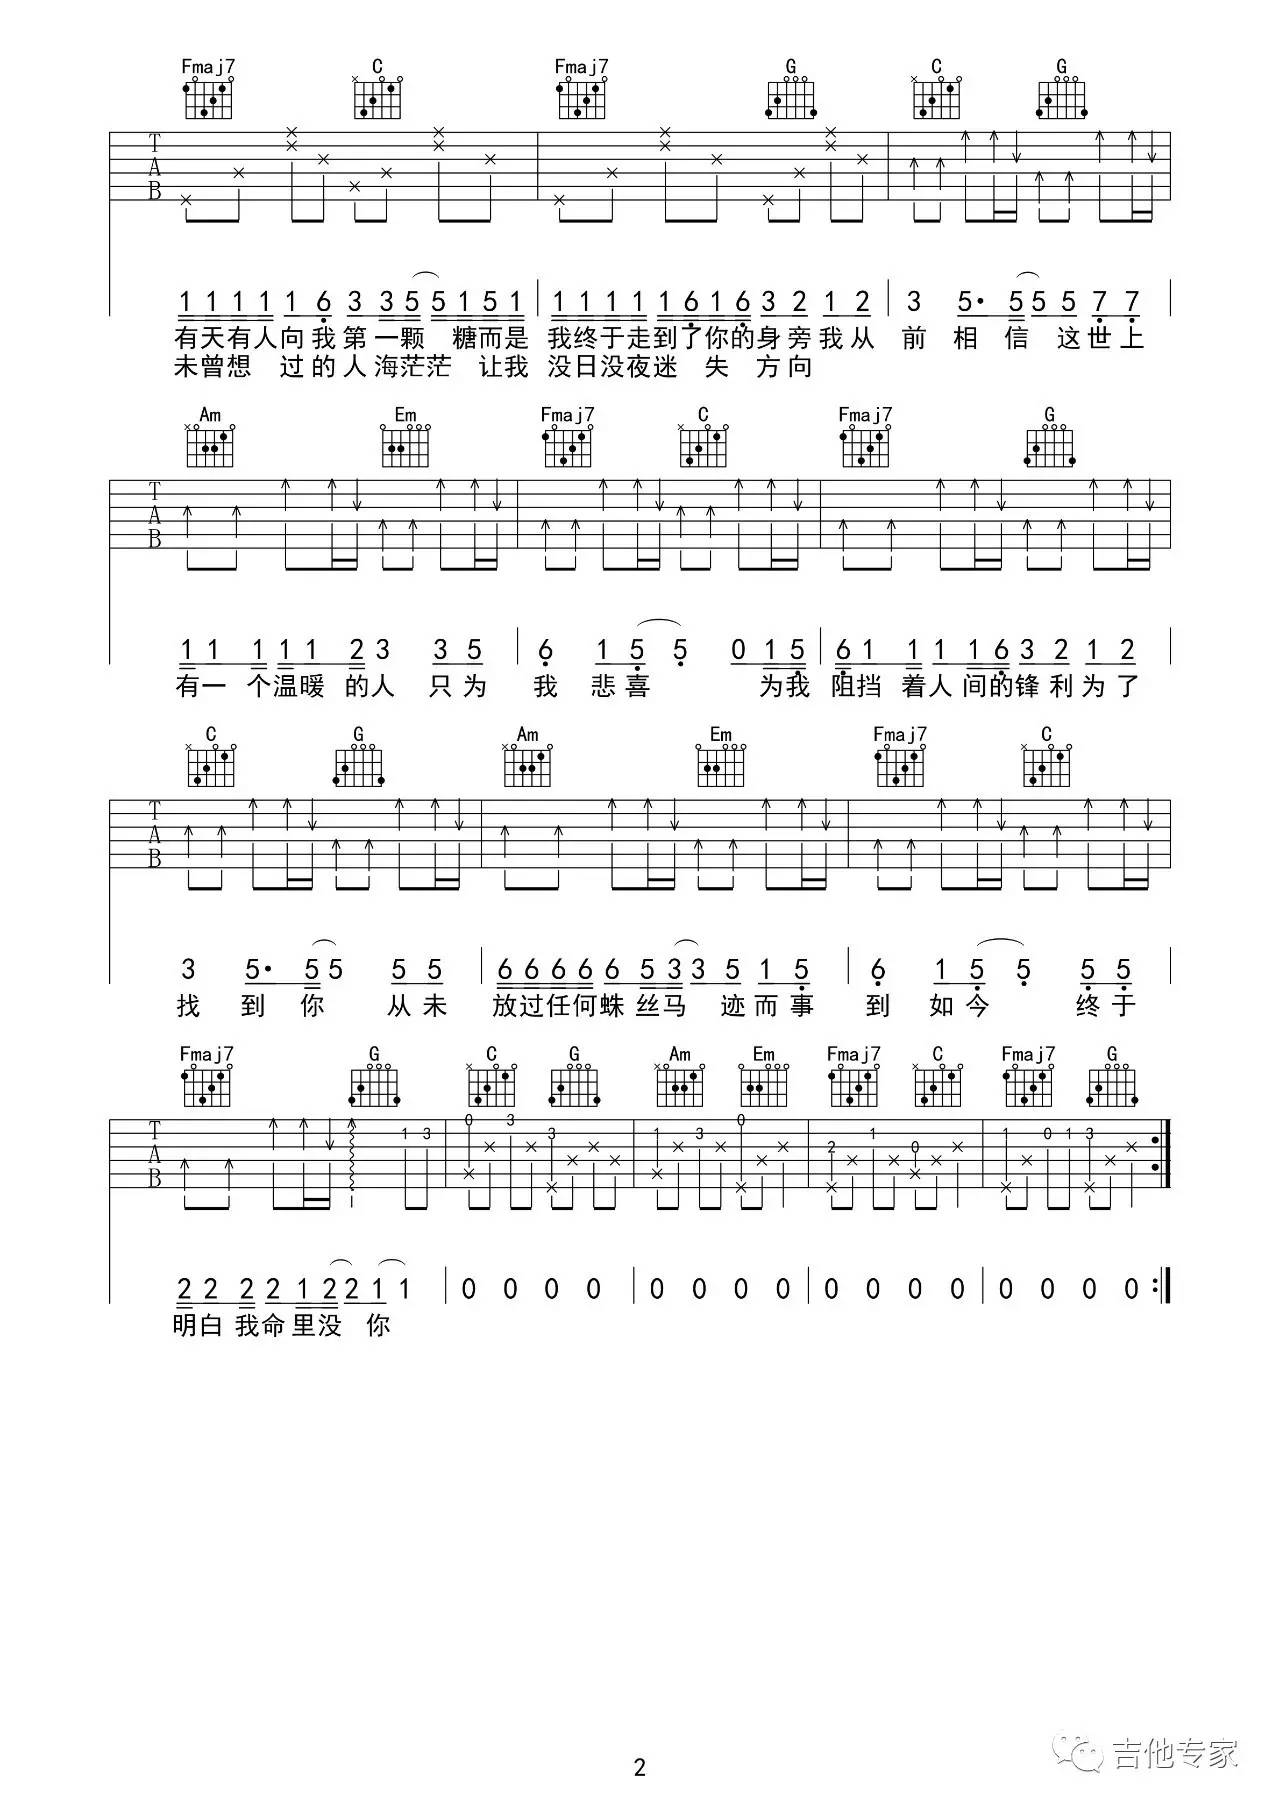 Fmaj7 C Fmaj7 G C G
T
A
B
1 1 1 1 1 6 3 3 5 5 1 5 1 1 1 1 1 1 6 1 6 3 2 1 2 3 5· 5 5 5 7 7
有天有人向我第一颗 糖而是 我终于走到了你的身旁我从 前 相 信 这世上
未曾想 过的人海茫茫 让我 没日没夜迷 失 方向
Am Em Fmaj7 C Fmaj7 G
T
A
B
1 1 1 1 1 2 3 3 5 6 1 5 5 0 1 5 6 1 1 1 1 6 3 2 1 2
有一 个温暖 的人 只为 我 悲喜 为我 阻挡 着人间的锋利为了
C G Am Em Fmaj7 C
T
A
B
3 5· 5 5 5 5 6 6 6 6 6 5 3 3 5 1 5 6 1 5 5 5 5
找 到 你 从未 放过任何蛛丝马 迹而事 到 如今 终于
Fmaj7 G C G Am Em Fmaj7 C Fmaj7 G
T
A
B
1 3 0 3 3 1 3 0 2 1 0 1 0 1 3
2 2 2 2 1 2 2 1 1 0 0 0 0 0 0 0 0 0 0 0 0 0 0 0 0
明白 我命里没 你
2
吉他专家